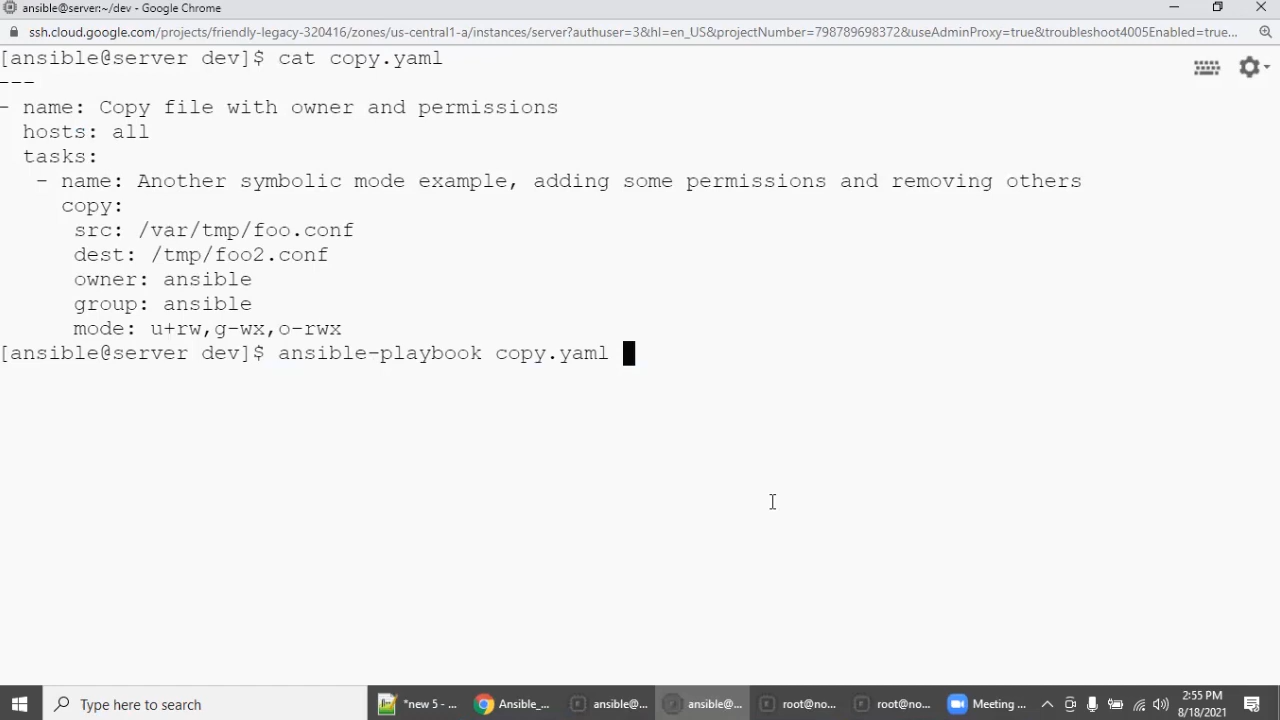 ansible@server:~/dev - Google Chrome
ssh.cloud.google.com/projects/friendly-legacy-320416/zones/us-central1-a/instances/server?authuser=3&hl=en_US&projectNumber=798789698372&useAdminProxy=true&troubleshoot4005Enabled=true...
[ansible@server dev]$ cat copy.yaml
---
- name: Copy file with owner and permissions
  hosts: all
  tasks:
   - name: Another symbolic mode example, adding some permissions and removing others
     copy:
      src: /var/tmp/foo.conf
      dest: /tmp/foo2.conf
      owner: ansible
      group: ansible
      mode: u+rw,g-wx,o-rwx
[ansible@server dev]$ ansible-playbook copy.yaml
Type here to search
*new 5 - ...
Ansible_...
ansible@...
ansible@...
root@no...
root@no...
Meeting ...
2:55 PM
8/18/2021